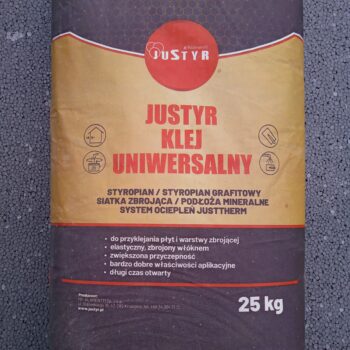 JUSTYR
JUSTYR
KLEJ
UNIWERSALNY
STYROPIAN / STYROPIAN GRAFITOWY
SIATKA ZBROJĄCA / PODŁOŻA MINERALNE
SYSTEM OCIEPLEŃ JUSTTHERM
• do przyklejania płyt i warstwy zbrojącej
• elastyczny, zbrojony włóknem
• zwiększona przyczepność
• bardzo dobre właściwości aplikacyjne
• długi czas otwarty
Producent:
www.justyr.pl
25 kg